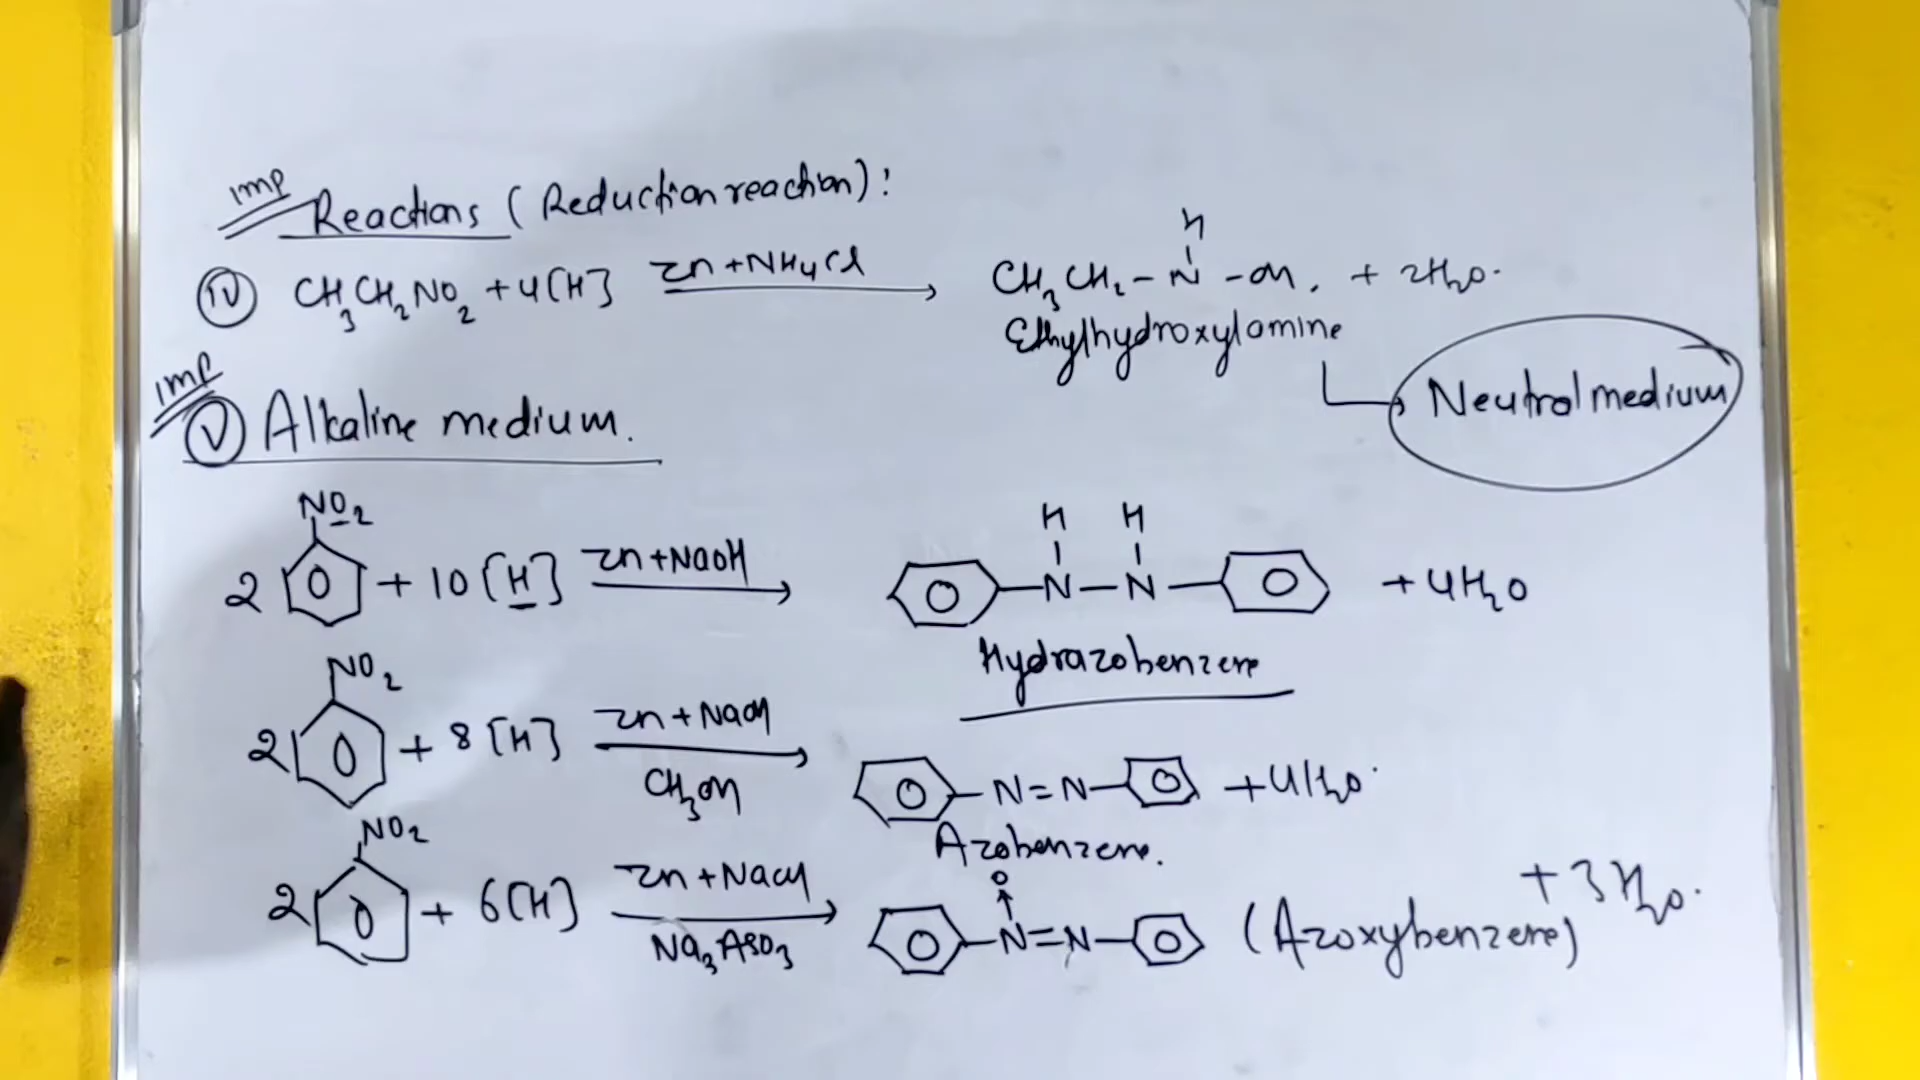 Imp
Reactions (Reduction reaction):
(iv) CH3CH2NO2 + 4[H] Zn+NH4Cl → CH3CH2-N-OH. + 2H2O.
H
Ethylhydroxylamine
→ Neutral medium
Imp
(v) Alkaline medium.
NO2
2 + 10[H] Zn+NaOH → N-N + 4H2O
H H
Hydrazobenzene
NO2
2 + 8[H] Zn+NaOH → N=N + 4H2O.
CH3OH
Azobenzene.
NO2
2 + 6[H] Zn+NaOH → N=N (Azoxybenzene) + 3H2O.
O
Na3AsO3